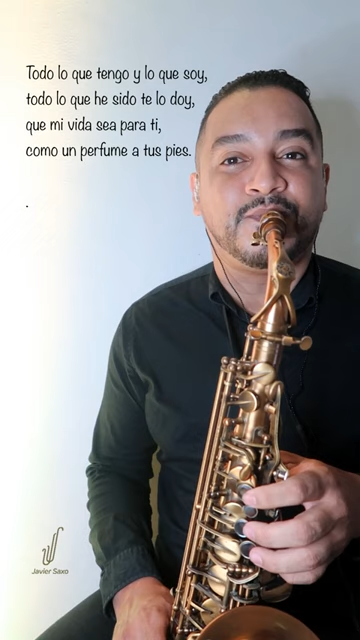 Todo lo que tengo y lo que soy,
todo lo que he sido te lo doy,
que mi vida sea para ti,
como un perfume a tus pies.
.
Javier Saxo